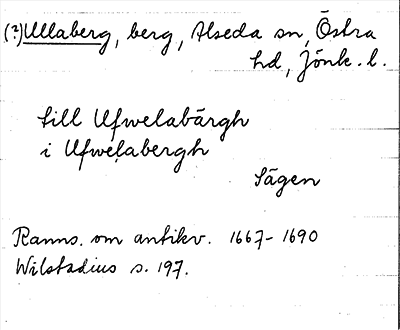 (?) Ullaberg, berg, Alseda sn, Östra
hd, Jönk. l.
till Ufwelabärgh
i Ufwelabergh
Sägen
Ranns. om antikv. 1667-1690
Wilstadius s. 197.